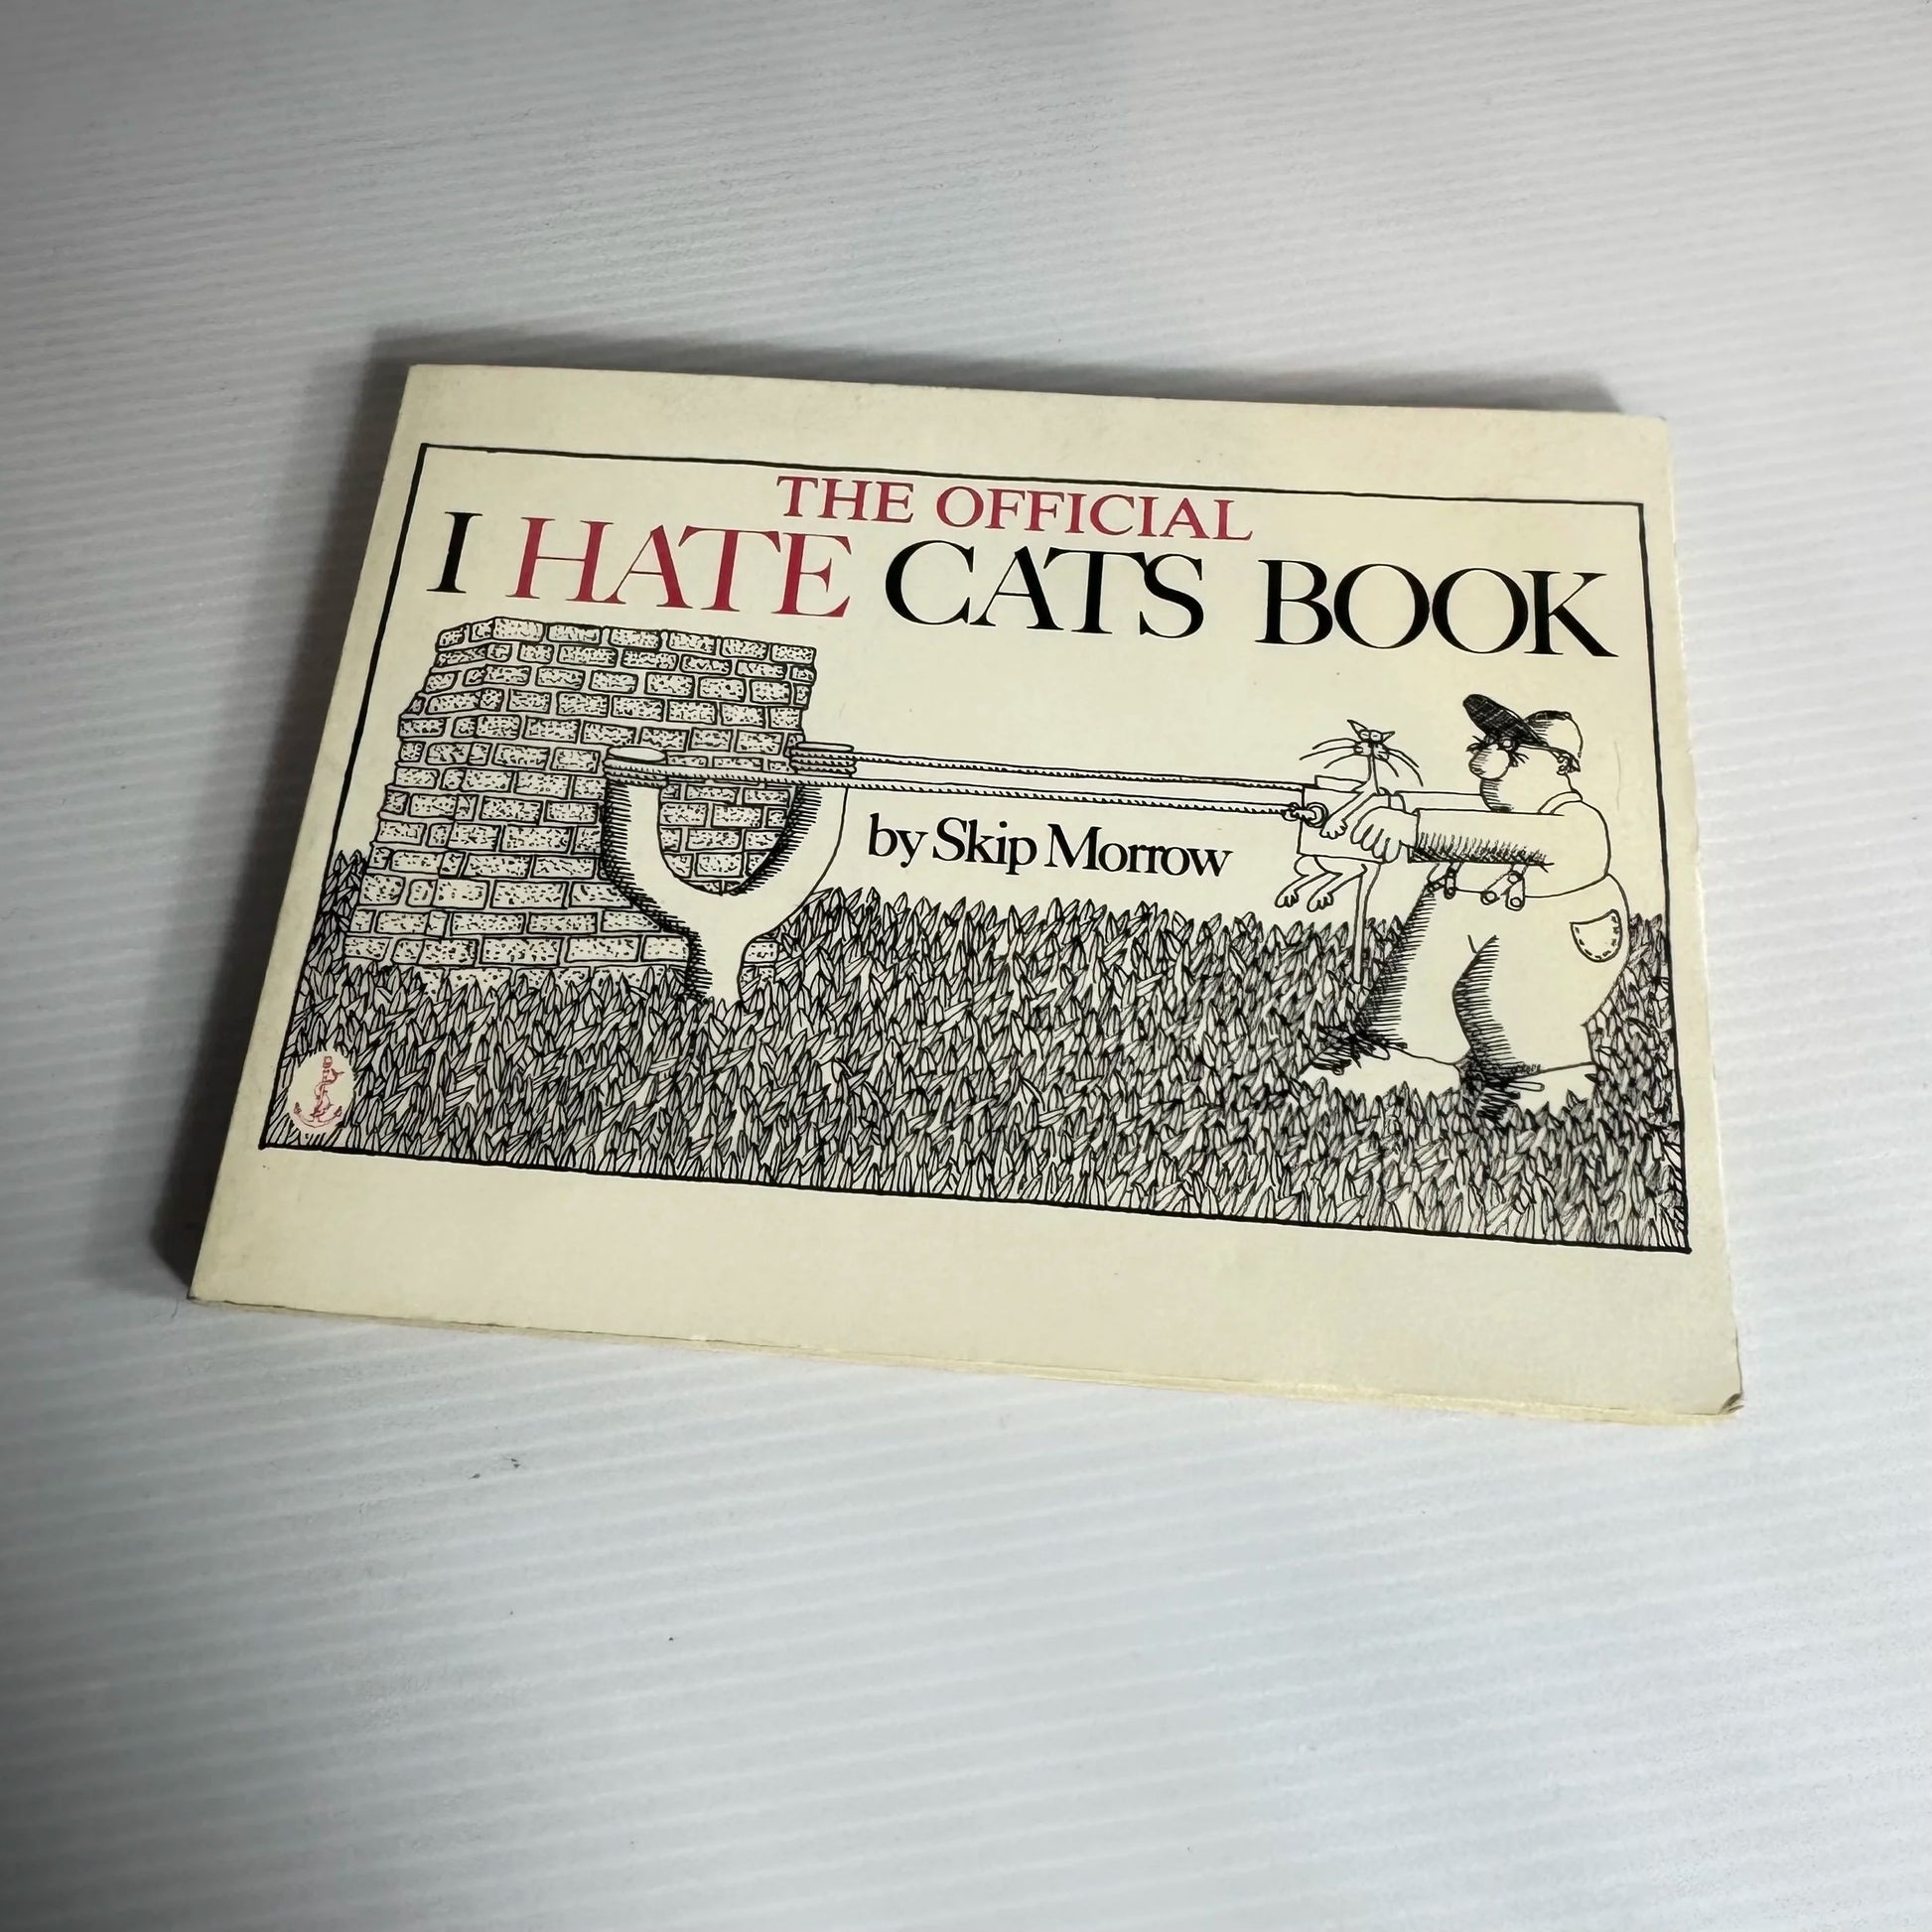 THE OFFICIAL
I HATE CATS BOOK
by Skip Morrow